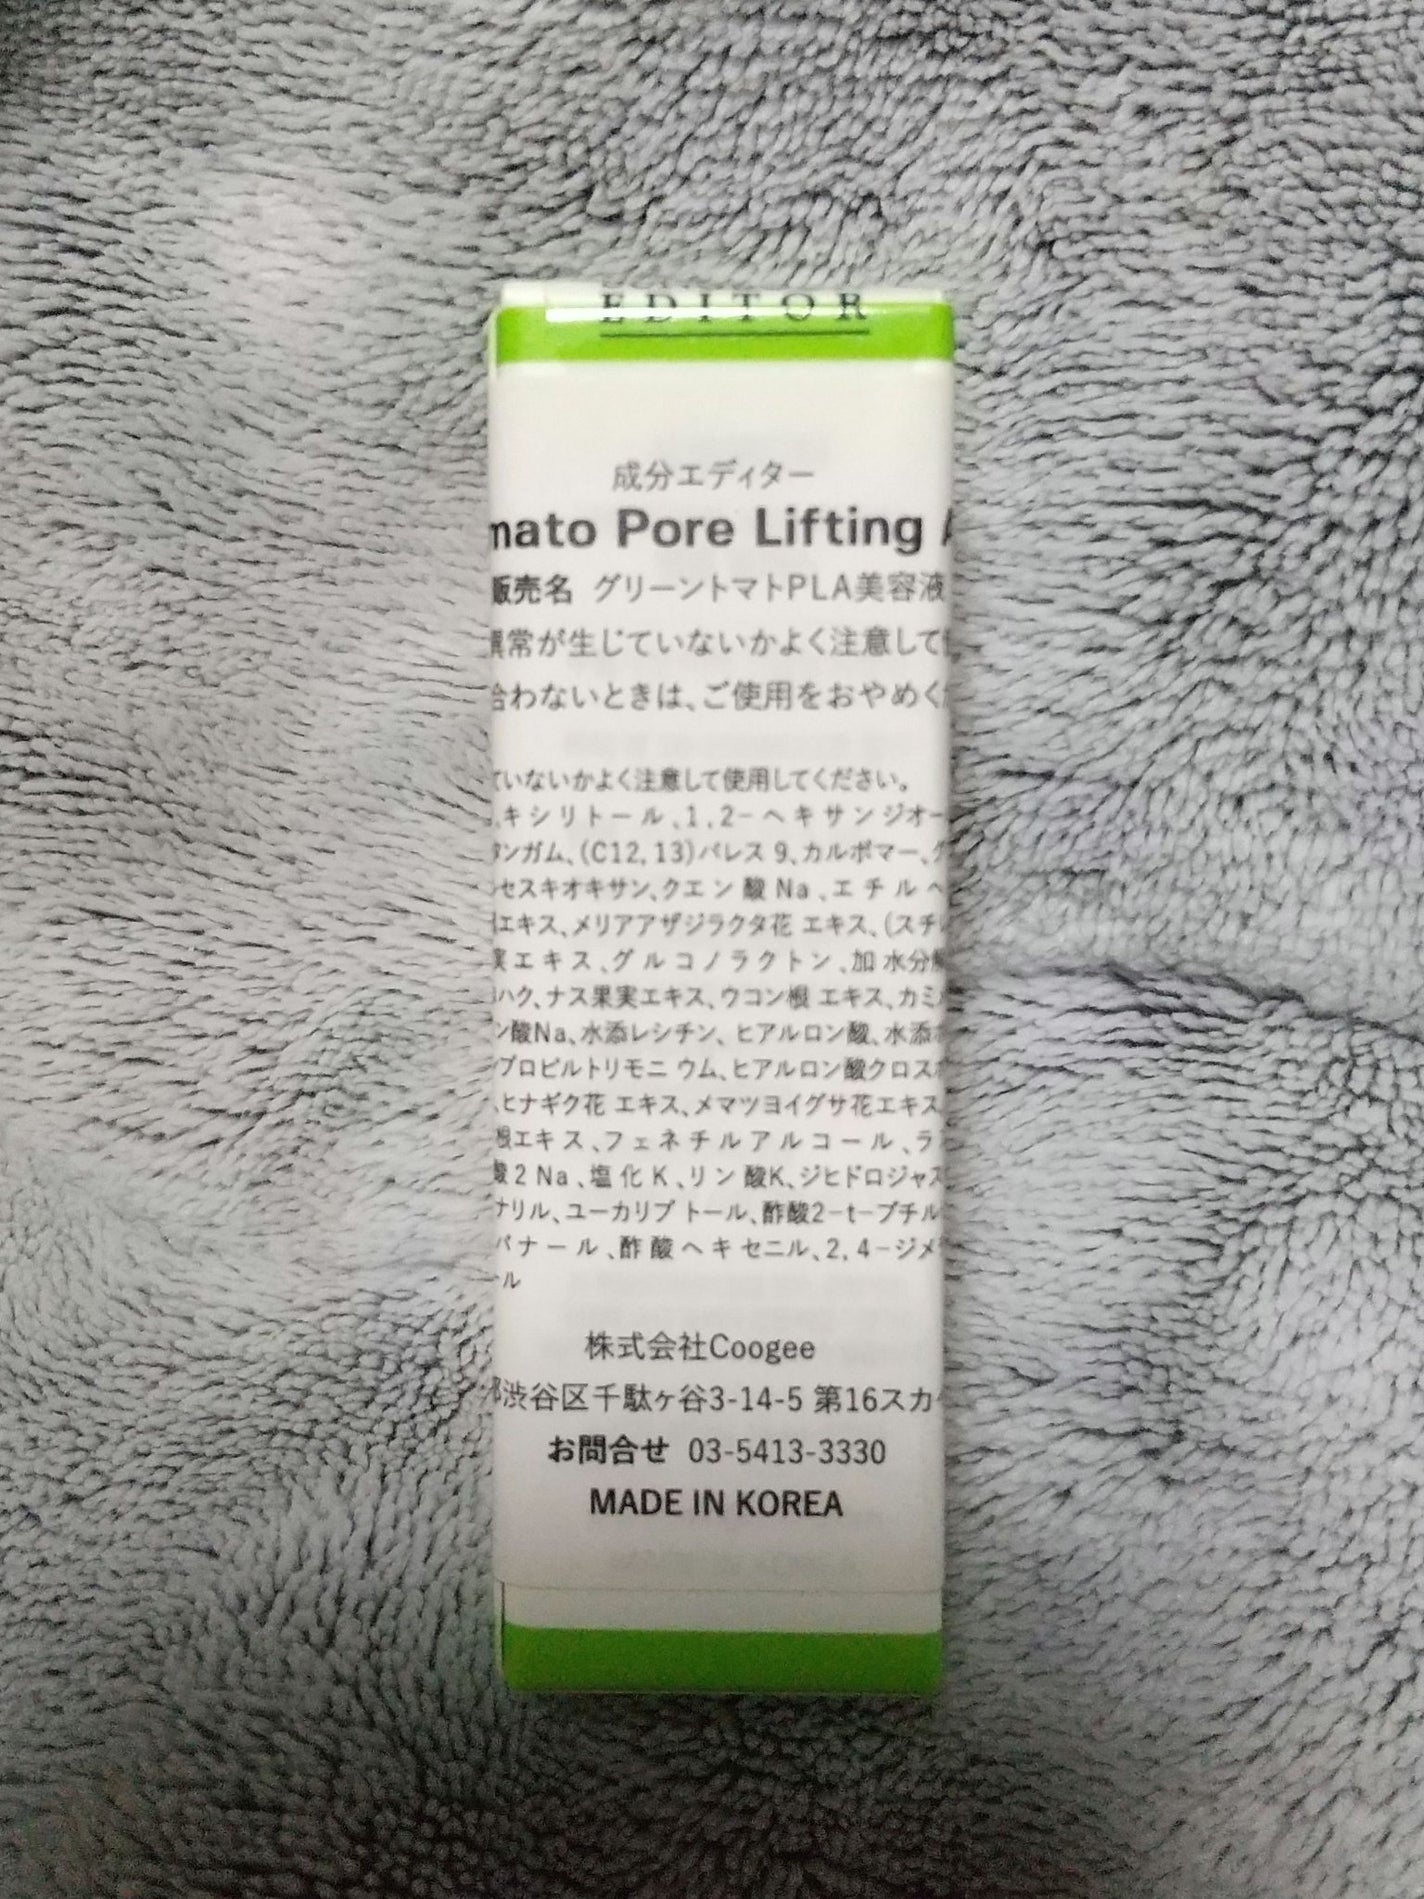 EDITOR
成分エディター
mato Pore Lifting
販売名 グリーントマトPLA美容液
異常が生じていないかよく注意して
合わないときは、ご使用をおやめく
ていないかよく注意して使用してください。
、キシリトール、1,2-ヘキサンジオー
タンガム、(C12,13)パレス9、カルボマー、
セスキオキサン、クエン酸Na、エチルヘ
エキス、メリアアザジラクタ花エキス、(スチレ
実エキス、グルコノラクトン、加水分解
ハク、ナス果実エキス、ウコン根エキス、カミ
ン酸Na、水添レシチン、ヒアルロン酸、水添
プロピルトリモニウム、ヒアルロン酸クロスポ
、ヒナギク花エキス、メマツヨイグサ花エキス、
根エキス、フェネチルアルコール、ラ
酸2Na、塩化K、リン酸K、ジヒドロジャス
ナリル、ユーカリプトール、酢酸2-t-ブチル
パナール、酢酸ヘキセニル、2,4-ジメ
ール
株式会社Coogee
渋谷区千駄ヶ谷3-14-5 第16スカ
お問合せ 03-5413-3330
MADE IN KOREA